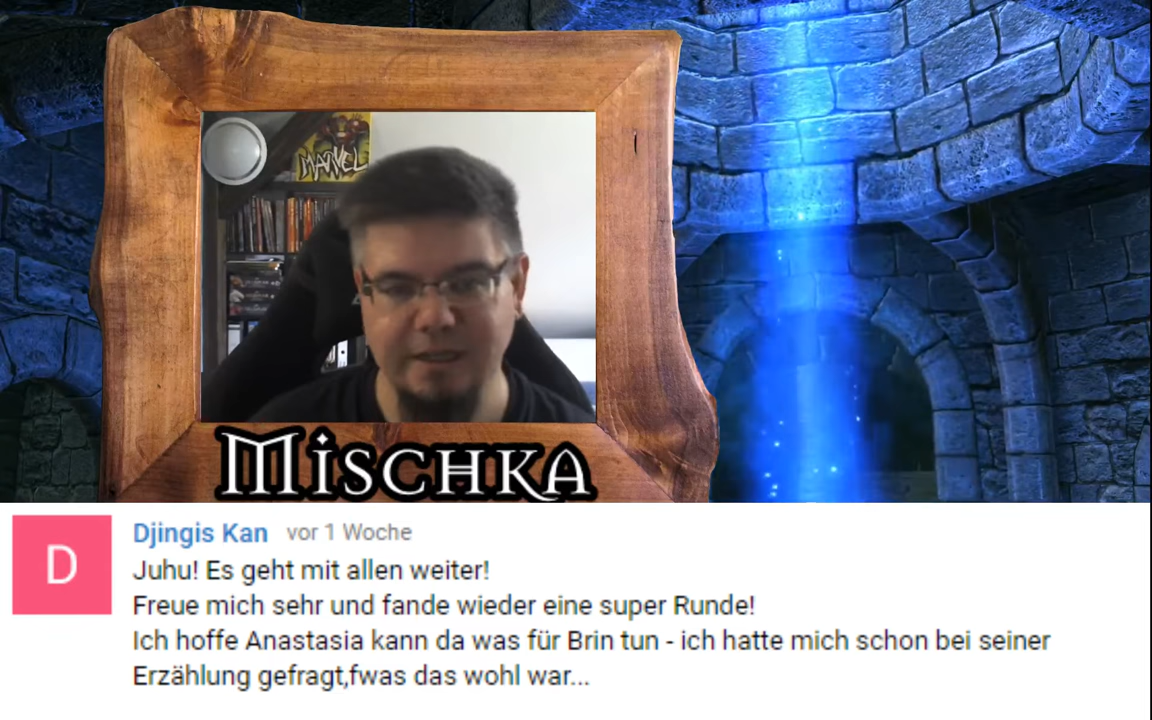 MARVEL
MISCHKA
D
Djingis Kan vor 1 Woche
Juhu! Es geht mit allen weiter!
Freue mich sehr und fande wieder eine super Runde!
Ich hoffe Anastasia kann da was für Brin tun - ich hatte mich schon bei seiner
Erzählung gefragt,fwas das wohl war...